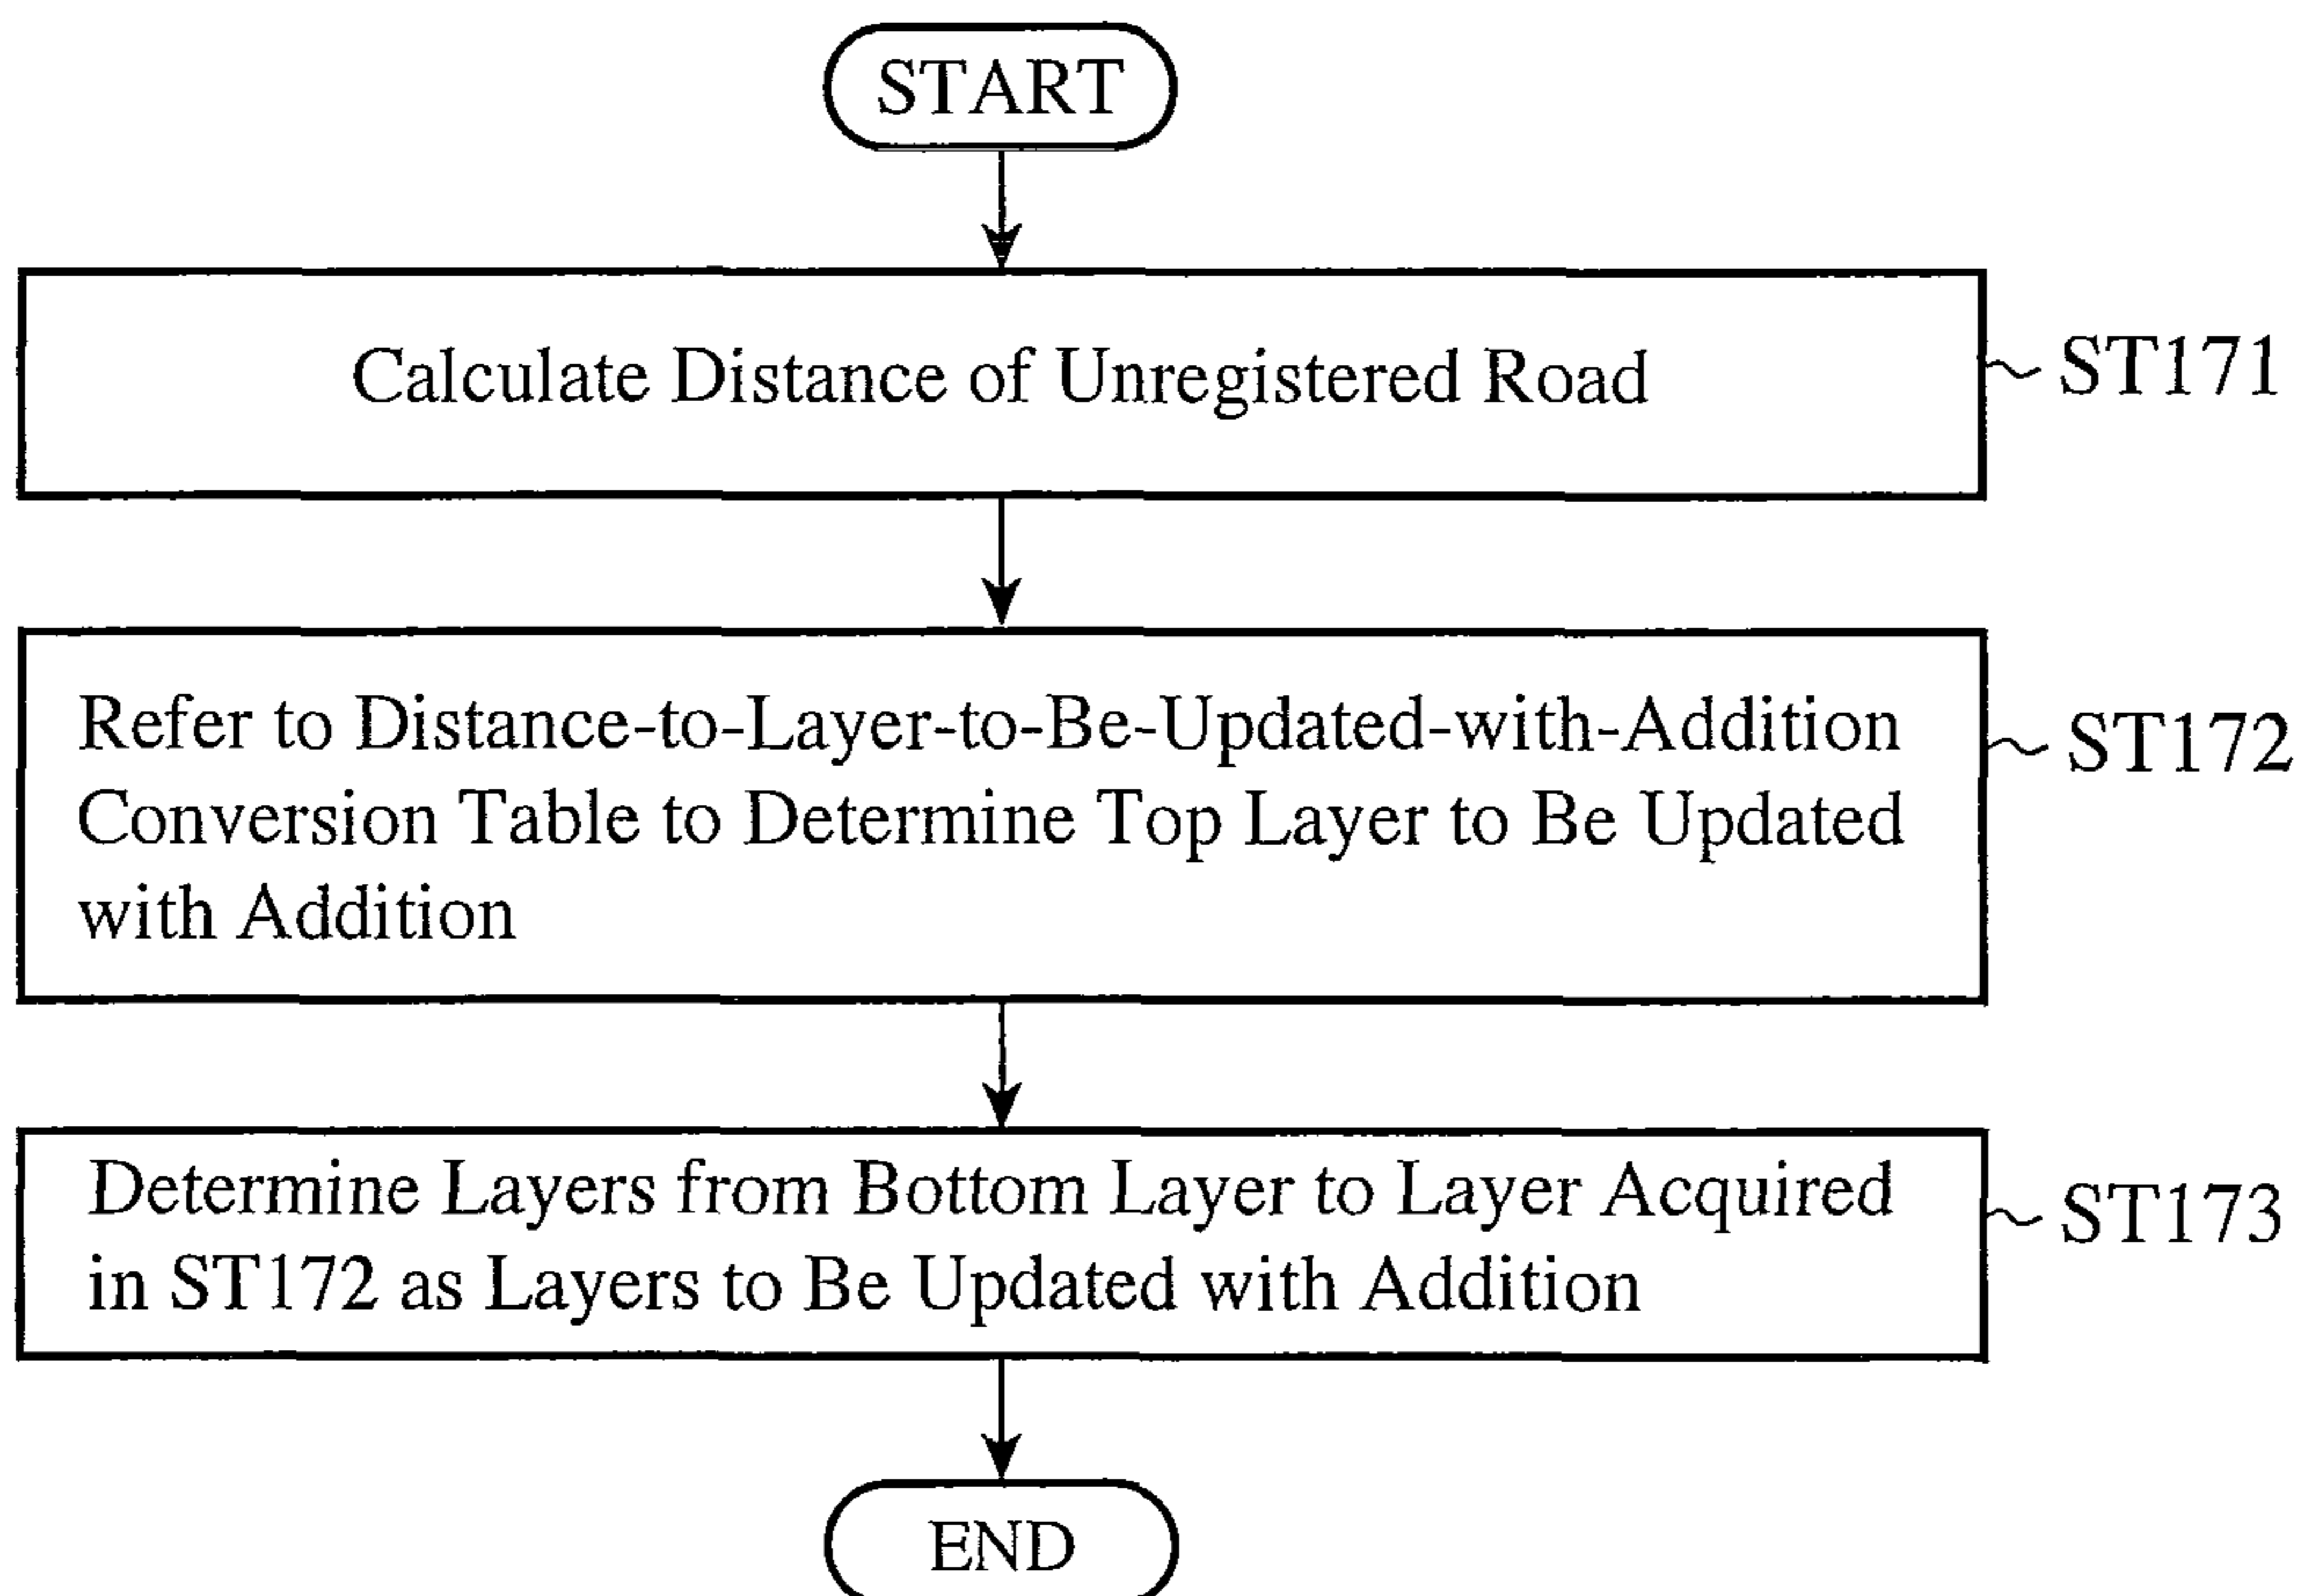 START
Calculate Distance of Unregistered Road
ST171
Refer to Distance-to-Layer-to-Be-Updated-with-Addition
Conversion Table to Determine Top Layer to Be Updated
with Addition
ST172
Determine Layers from Bottom Layer to Layer Acquired
in ST172 as Layers to Be Updated with Addition
ST173
END